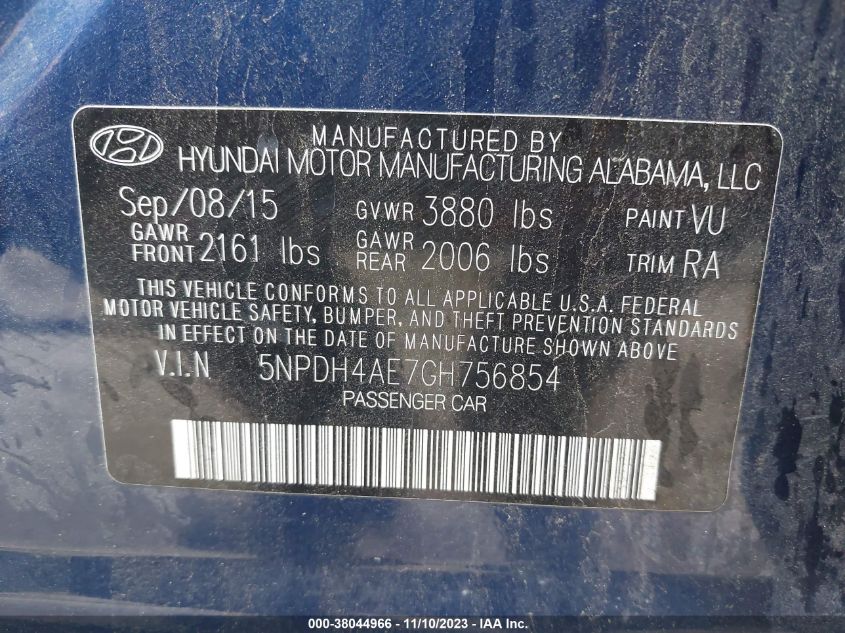 MANUFACTURED BY
HYUNDAI MOTOR MANUFACTURING ALABAMA, LLC
Sep/08/15 GVWR 3880 lbs PAINT VU
GAWR FRONT 2161 lbs GAWR REAR 2006 lbs TRIM RA
THIS VEHICLE CONFORMS TO ALL APPLICABLE U.S.A. FEDERAL
MOTOR VEHICLE SAFETY, BUMPER, AND THEFT PREVENTION STANDARDS
IN EFFECT ON THE DATE OF MANUFACTURE SHOWN ABOVE
V.I.N 5NPDH4AE7GH756854
PASSENGER CAR
000-38044966 - 11/10/2023 - IAA Inc.